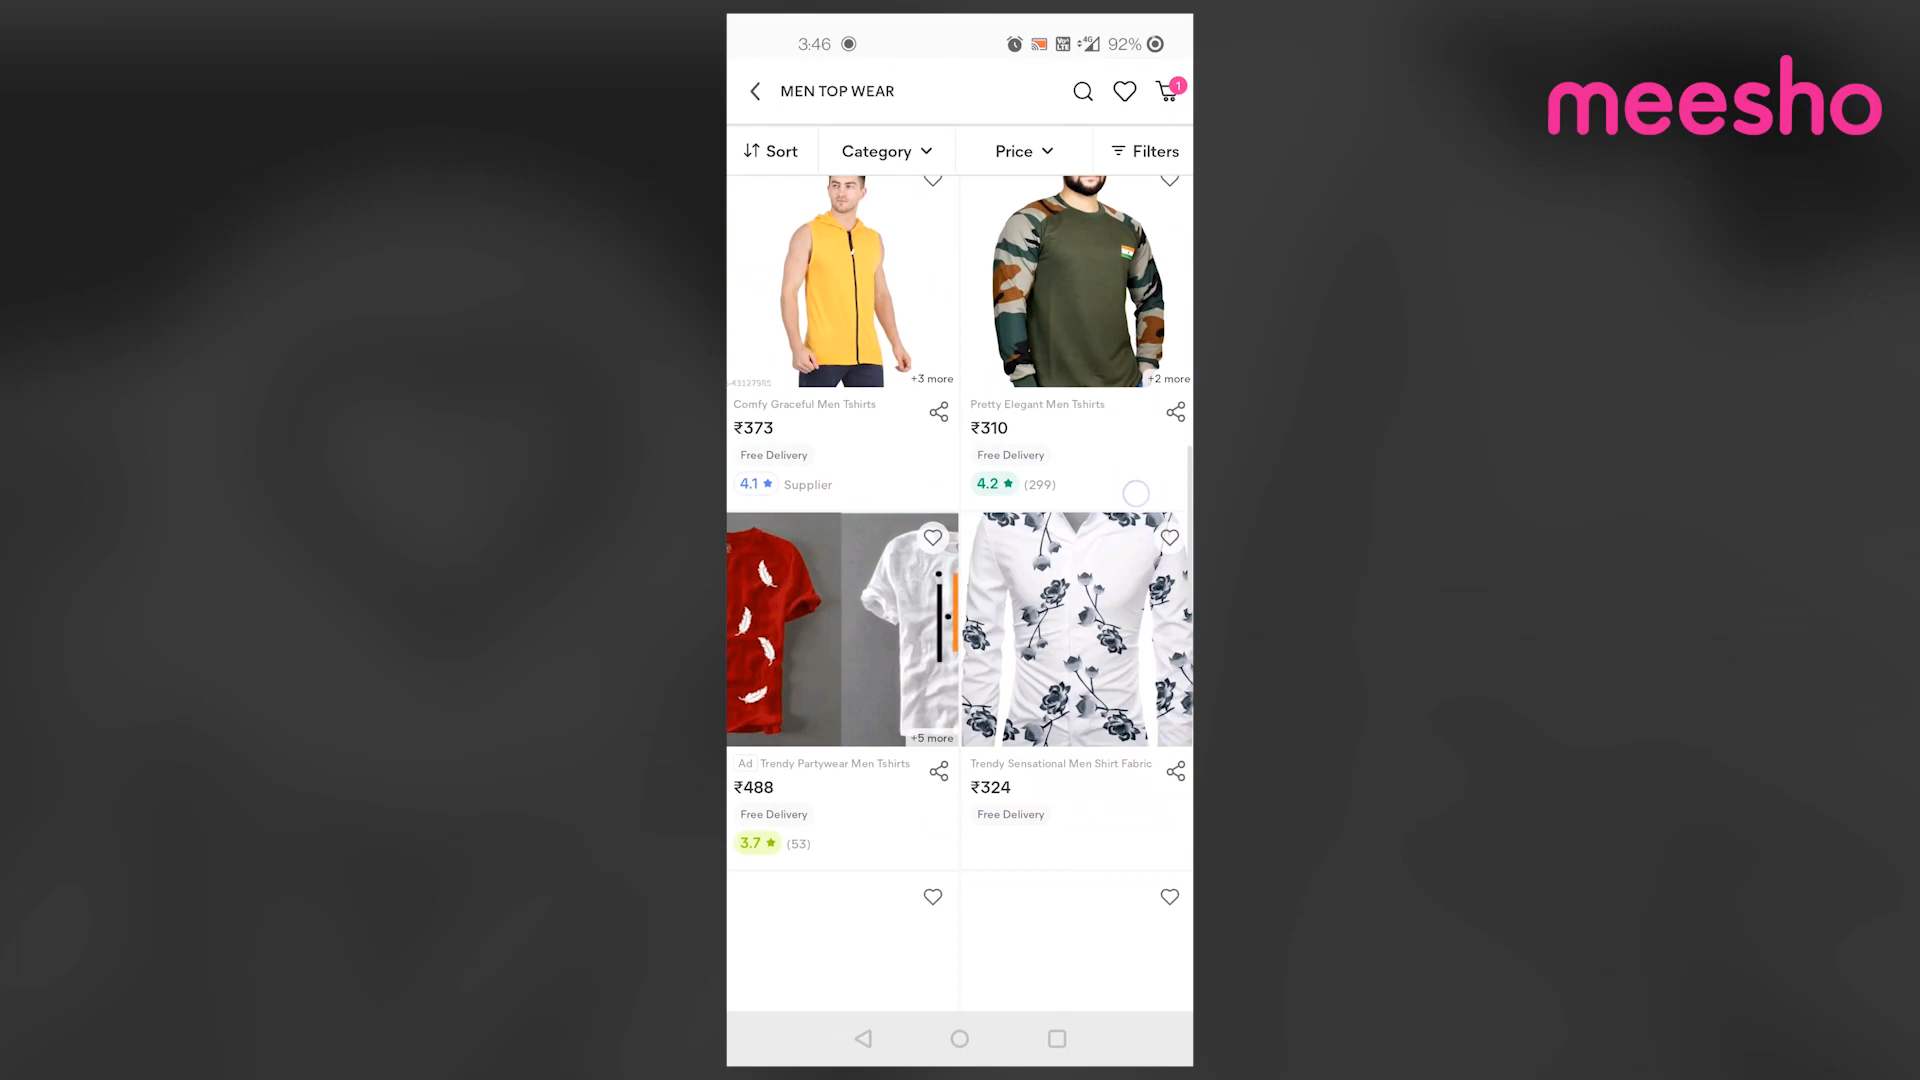 3:46
4G 92%
meesho
MEN TOP WEAR
1
Sort
Category
Price
Filters
+3 more
+2 more
Comfy Graceful Men Tshirts
₹373
Free Delivery
4.1 ★ Supplier
Pretty Elegant Men Tshirts
₹310
Free Delivery
4.2 ★ (299)
+5 more
Ad Trendy Partywear Men Tshirts
₹488
Free Delivery
3.7 ★ (53)
Trendy Sensational Men Shirt Fabric
₹324
Free Delivery